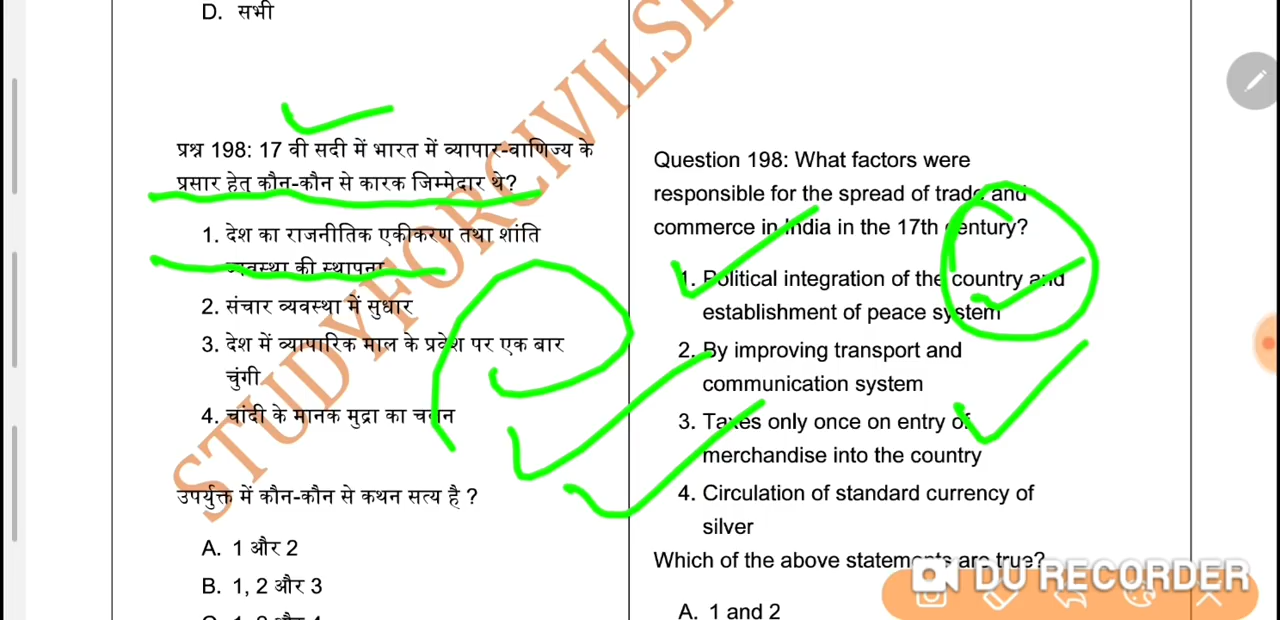 D. सभी
प्रश्न 198: 17 वी सदी में भारत में व्यापार-वाणिज्य के
प्रसार हेतु कौन-कौन से कारक जिम्मेदार थे?
1. देश का राजनीतिक एकीकरण तथा शांति
व्यवस्था की स्थापना
2. संचार व्यवस्था में सुधार
3. देश में व्यापारिक माल के प्रवेश पर एक बार
चुंगी
4. चांदी के मानक मुद्रा का चलन
उपर्युक्त में कौन-कौन से कथन सत्य है ?
A. 1 और 2
B. 1, 2 और 3
Question 198: What factors were
responsible for the spread of trade and
commerce in India in the 17th century?
1. Political integration of the country and
establishment of peace system
2. By improving transport and
communication system
3. Taxes only once on entry of
merchandise into the country
4. Circulation of standard currency of
silver
Which of the above statements are true?
A. 1 and 2
STUDYFORCIVILSE
DU RECORDER